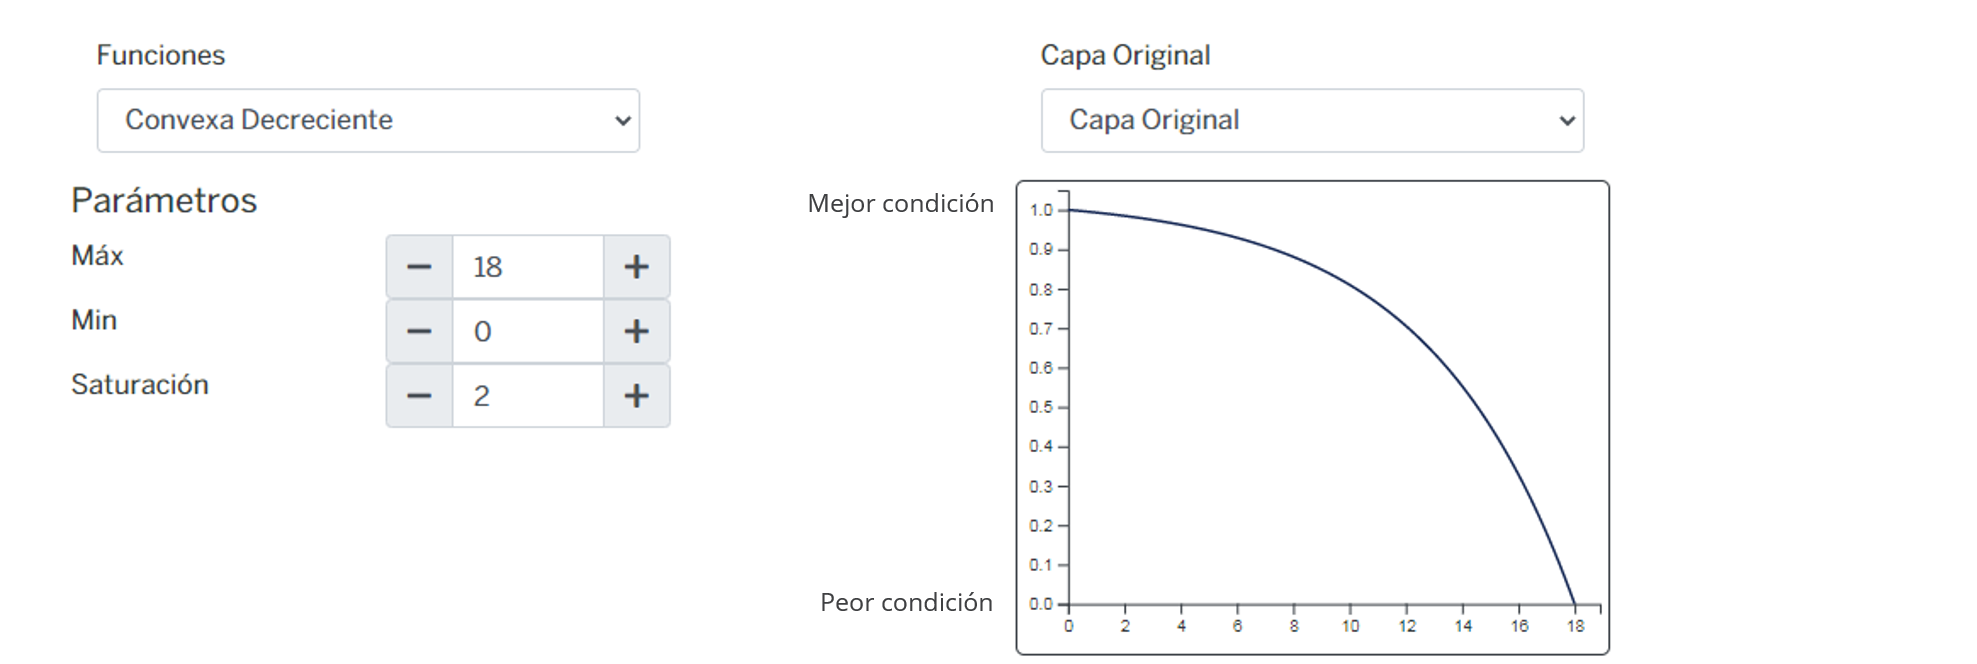 Funciones
Convexa Decreciente
Parámetros
Máx
18
Min
0
Saturación
2
Capa Original
Capa Original
Mejor condición
Peor condición
1.0
0.9
0.8
0.7
0.6
0.5
0.4
0.3
0.2
0.1
0.0
0 2 4 6 8 10 12 14 16 18